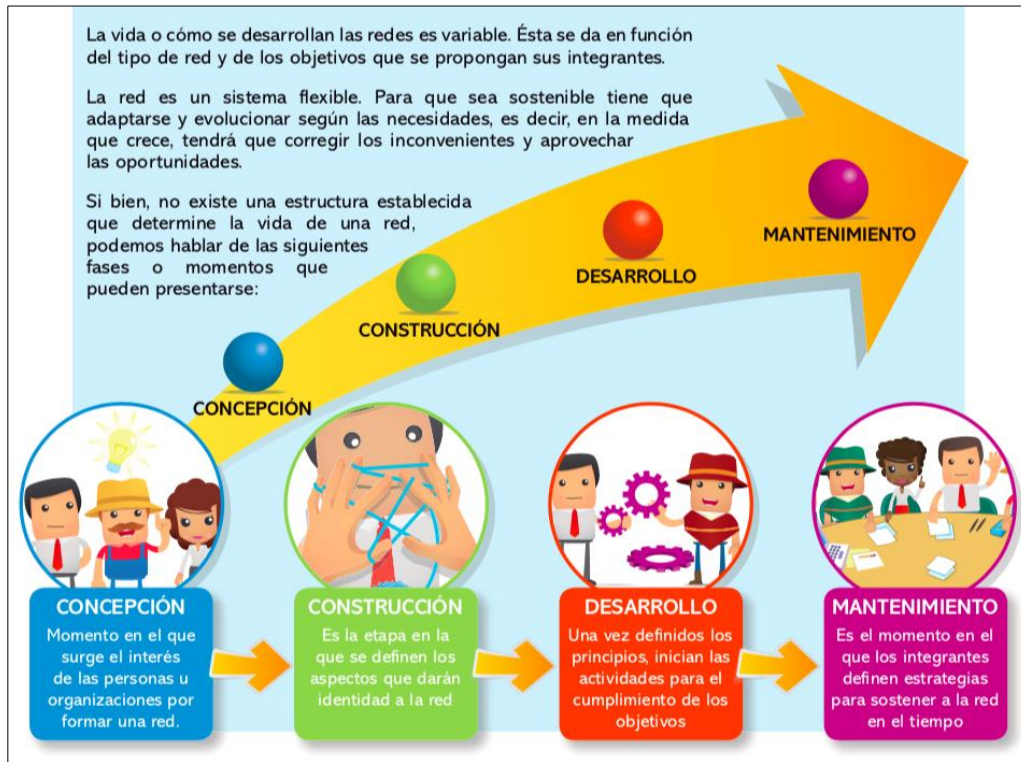 La vida o cómo se desarrollan las redes es variable. Ésta se da en función
del tipo de red y de los objetivos que se propongan sus integrantes.
La red es un sistema flexible. Para que sea sostenible tiene que
adaptarse y evolucionar según las necesidades, es decir, en la medida
que crece, tendrá que corregir los inconvenientes y aprovechar
las oportunidades.
Si bien, no existe una estructura establecida
que determine la vida de una red,
podemos hablar de las siguientes
fases o momentos que
pueden presentarse:
CONCEPCIÓN
CONSTRUCCIÓN
DESARROLLO
MANTENIMIENTO
CONCEPCIÓN
Momento en el que
surge el interés
de las personas u
organizaciones por
formar una red.
CONSTRUCCIÓN
Es la etapa en la
que se definen los
aspectos que darán
identidad a la red
DESARROLLO
Una vez definidos los
principios, inician las
actividades para el
cumplimiento de los
objetivos
MANTENIMIENTO
Es el momento en el
que los integrantes
definen estrategias
para sostener a la red
en el tiempo